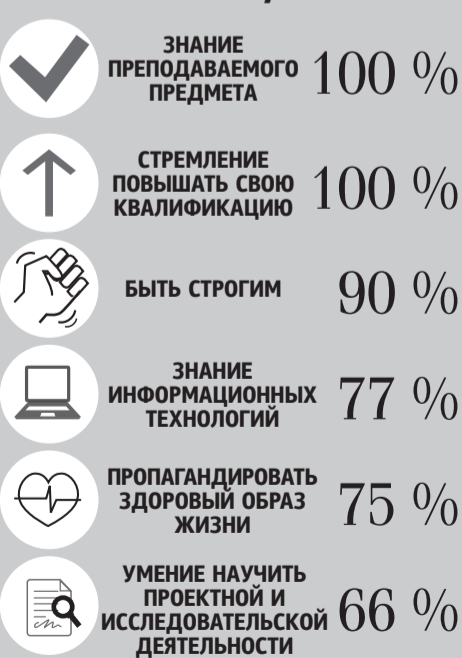 ЗНАНИЕ
ПРЕПОДАВАЕМОГО
ПРЕДМЕТА
100 %
СТРЕМЛЕНИЕ
ПОВЫШАТЬ СВОЮ
КВАЛИФИКАЦИЮ
100 %
БЫТЬ СТРОГИМ
90 %
ЗНАНИЕ
ИНФОРМАЦИОННЫХ
ТЕХНОЛОГИЙ
77 %
ПРОПАГАНДИРОВАТЬ
ЗДОРОВЫЙ ОБРАЗ
ЖИЗНИ
75 %
УМЕНИЕ НАУЧИТЬ
ПРОЕКТНОЙ И
ИССЛЕДОВАТЕЛЬСКОЙ
ДЕЯТЕЛЬНОСТИ
66 %